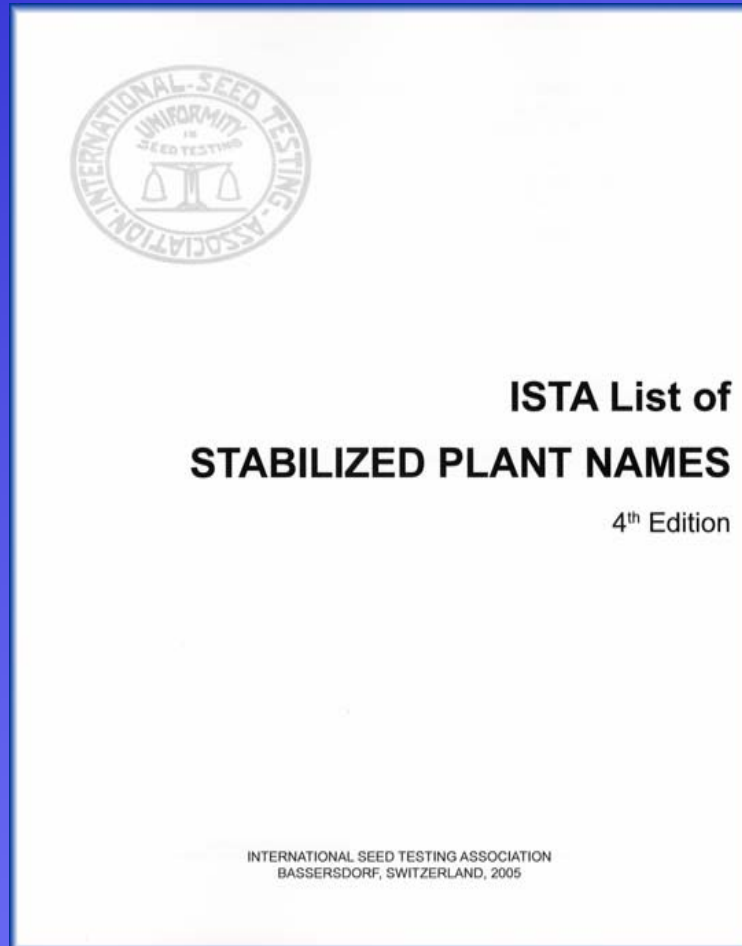 INTERNATIONAL-SEED TESTING-ASSOCIATION
UNIFORMITY
IN
SEED TESTING
ISTA List of
STABILIZED PLANT NAMES
4th Edition
INTERNATIONAL SEED TESTING ASSOCIATION
BASSERSDORF, SWITZERLAND, 2005